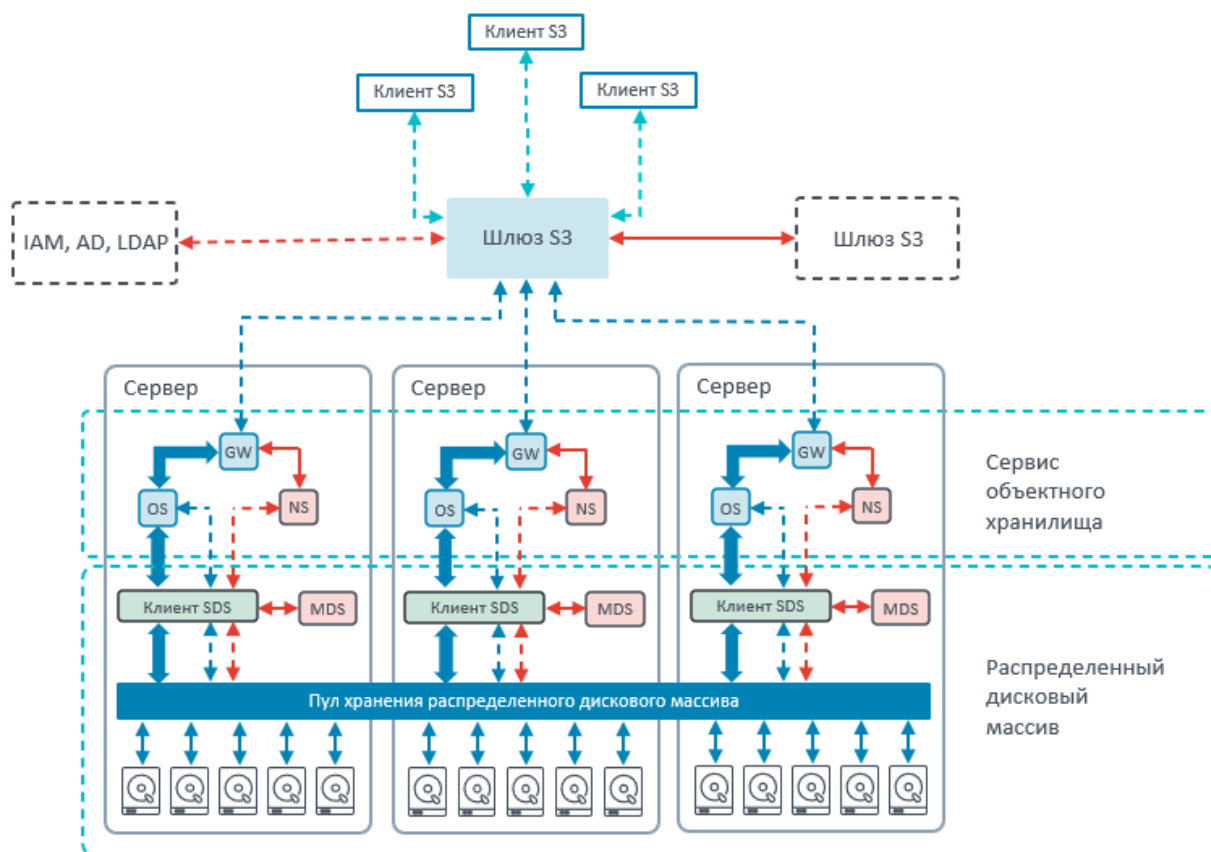 Клиент S3
Клиент S3
Клиент S3
IAM, AD, LDAP
Шлюз S3
Шлюз S3
Сервер
Сервер
Сервер
GW
GW
GW
OS
NS
OS
NS
OS
NS
Сервис
объектного
хранилища
Клиент SDS
MDS
Клиент SDS
MDS
Клиент SDS
MDS
Пул хранения распределенного дискового массива
Распределенный
дисковый
массив